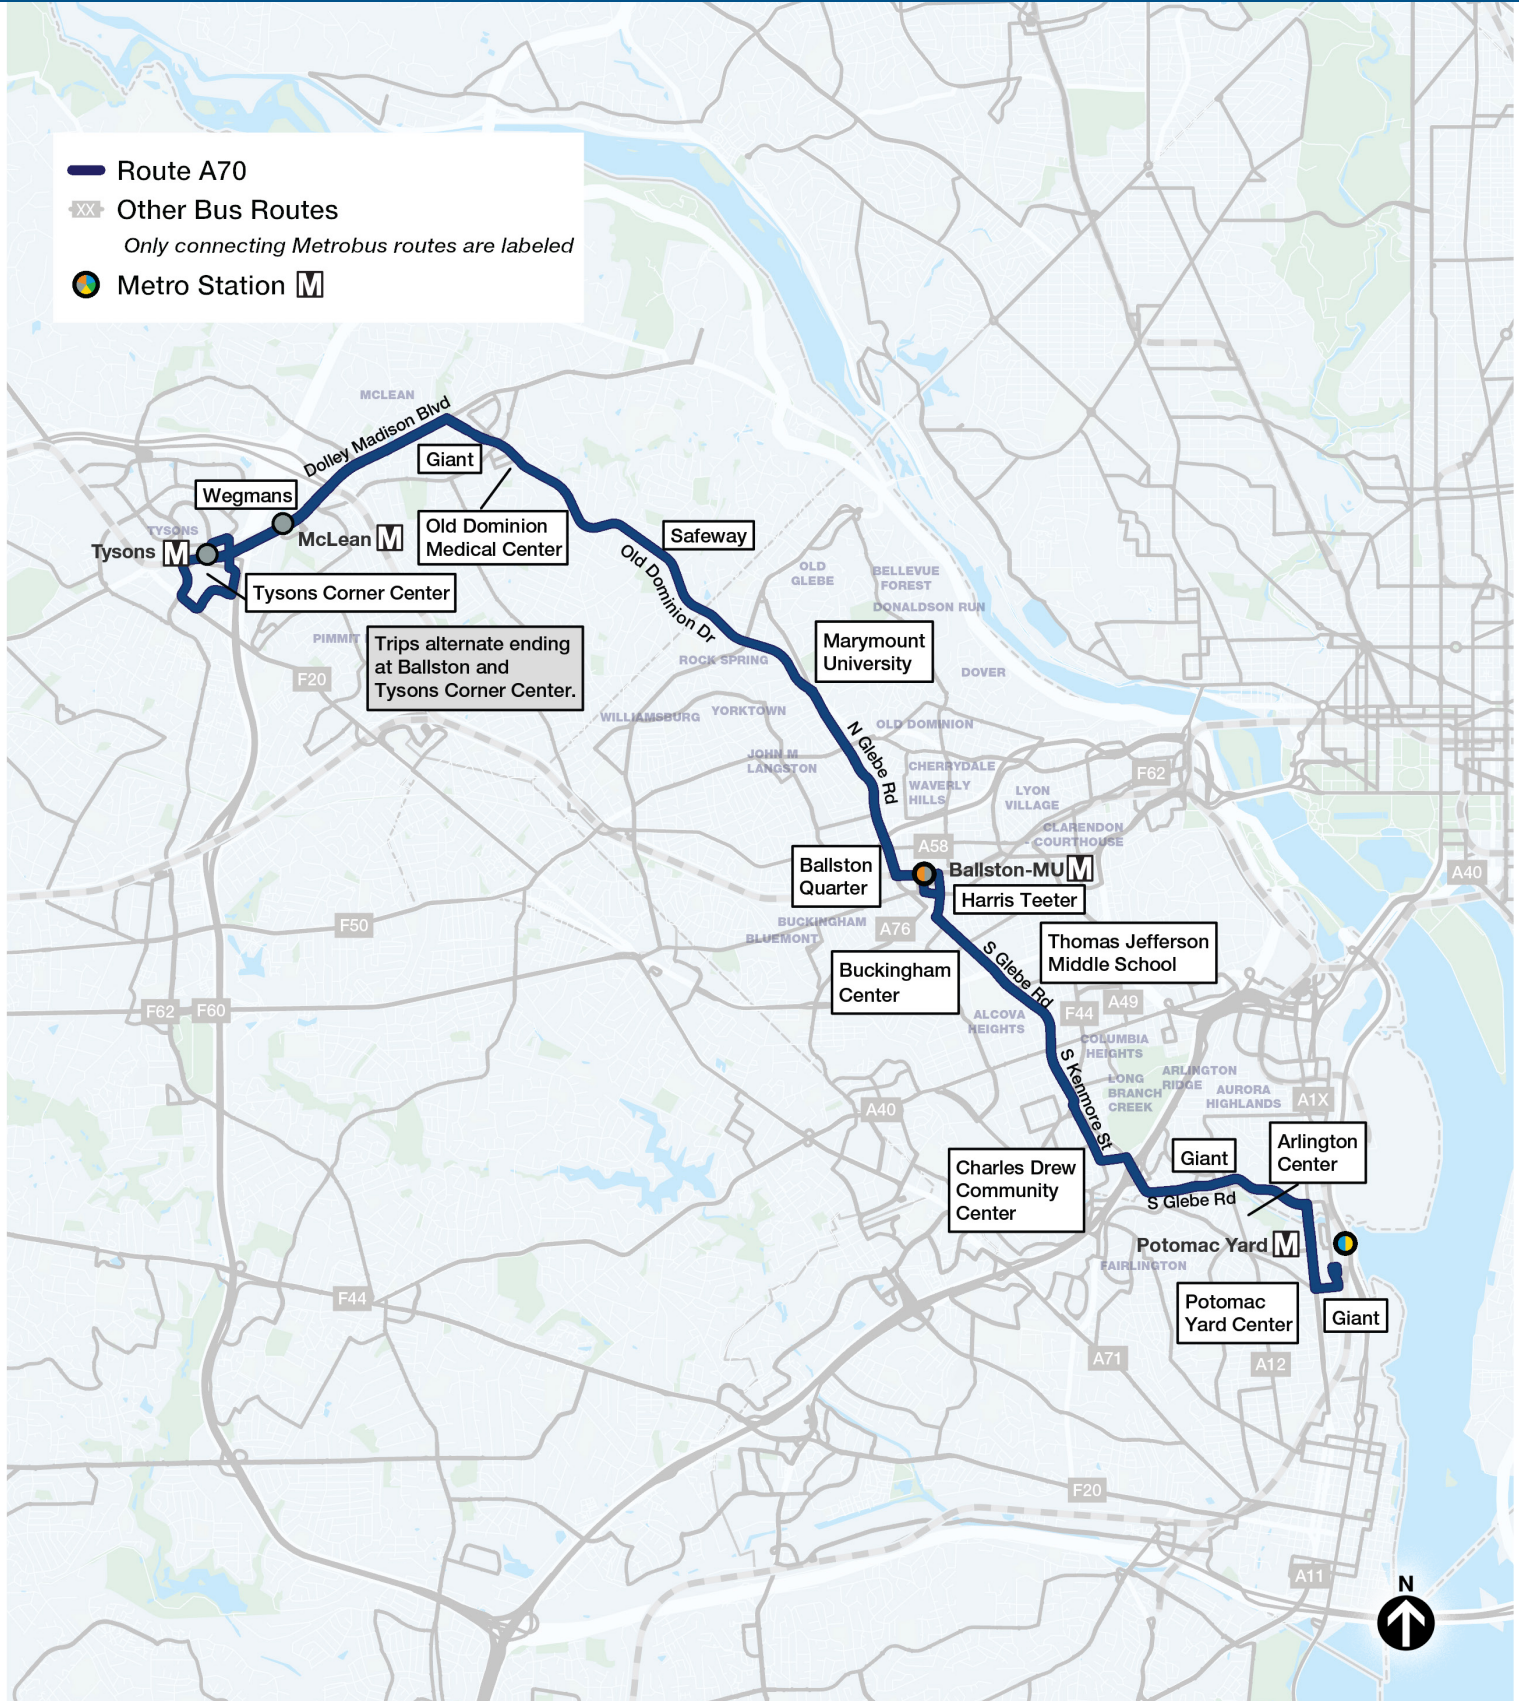 Route A70
XX Other Bus Routes
Only connecting Metrobus routes are labeled
Metro Station M
MCLEAN
Dolley Madison Blvd
Giant
Wegmans
Old Dominion
Medical Center
McLean M
TYSONS
Tysons M
Tysons Corner Center
Safeway
Old Dominion Dr
OLD
GLEBE
BELLEVUE
FOREST
DONALDSON RUN
PIMMIT
Trips alternate ending
at Ballston and
Tysons Corner Center.
F20
Marymount
University
ROCK SPRING
DOVER
WILLIAMSBURG
YORKTOWN
OLD DOMINION
N Glebe Rd
JOHN M
LANGSTON
CHERRYDALE
WAVERLY
HILLS
LYON
VILLAGE
F62
CLARENDON
COURTHOUSE
A58
Ballston
Quarter
Ballston-MU M
Harris Teeter
A40
F50
BUCKINGHAM
BLUEMONT
A76
Thomas Jefferson
Middle School
S Glebe Rd
Buckingham
Center
F62
F60
ALCOVA
HEIGHTS
F44
A49
COLUMBIA
HEIGHTS
S Kenmore St
LONG
BRANCH
CREEK
ARLINGTON
RIDGE
AURORA
HIGHLANDS
A1X
A40
Arlington
Center
Giant
Charles Drew
Community
Center
S Glebe Rd
Potomac Yard M
FAIRLINGTON
F44
Potomac
Yard Center
Giant
A71
A12
F20
A11
N